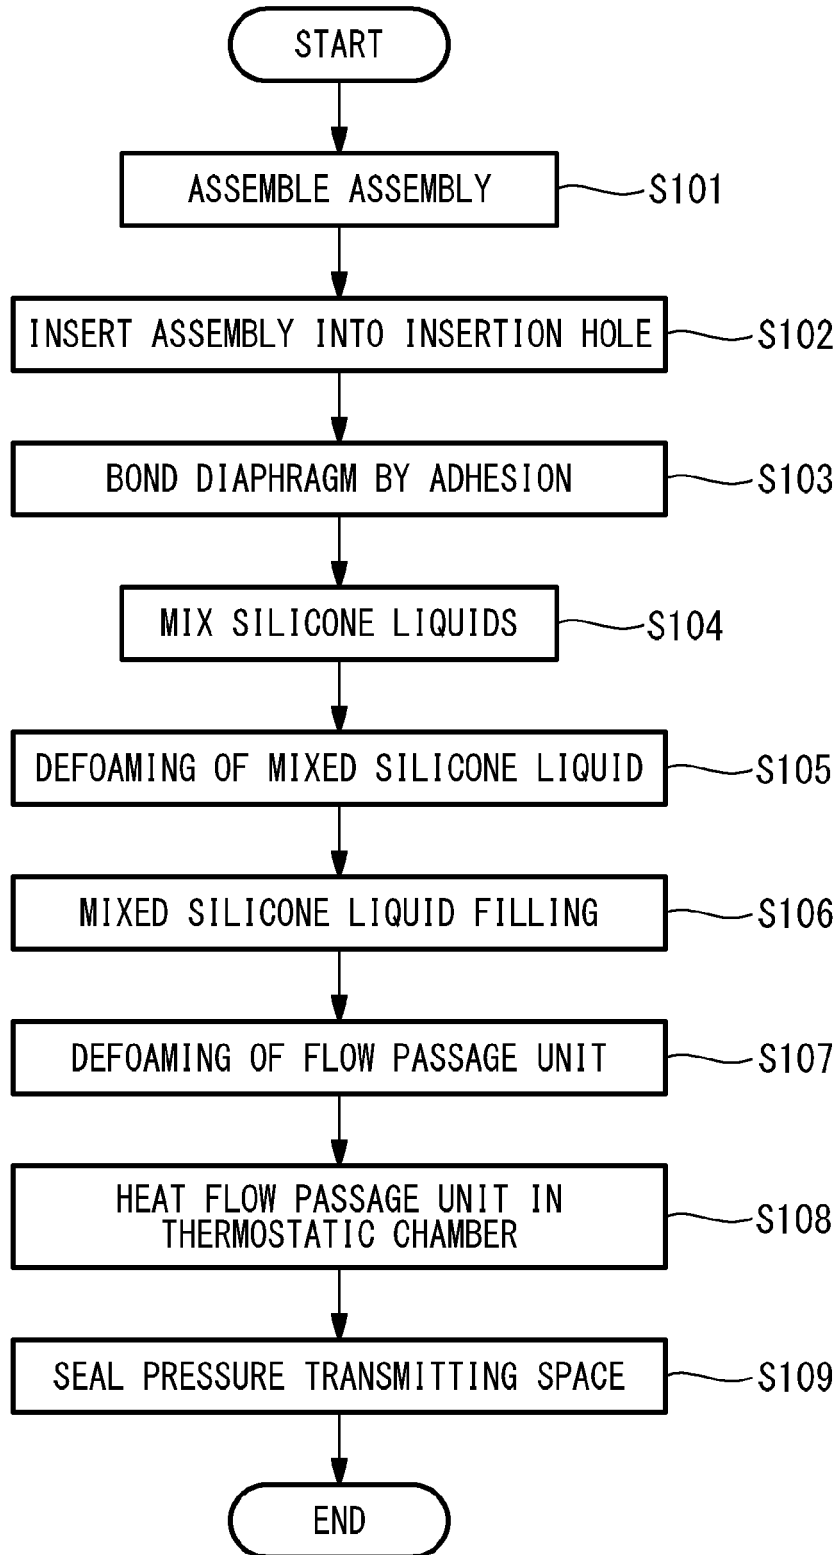 START
ASSEMBLE ASSEMBLY
S101
INSERT ASSEMBLY INTO INSERTION HOLE
S102
BOND DIAPHRAGM BY ADHESION
S103
MIX SILICONE LIQUIDS
S104
DEFOAMING OF MIXED SILICONE LIQUID
S105
MIXED SILICONE LIQUID FILLING
S106
DEFOAMING OF FLOW PASSAGE UNIT
S107
HEAT FLOW PASSAGE UNIT IN
THERMOSTATIC CHAMBER
S108
SEAL PRESSURE TRANSMITTING SPACE
S109
END